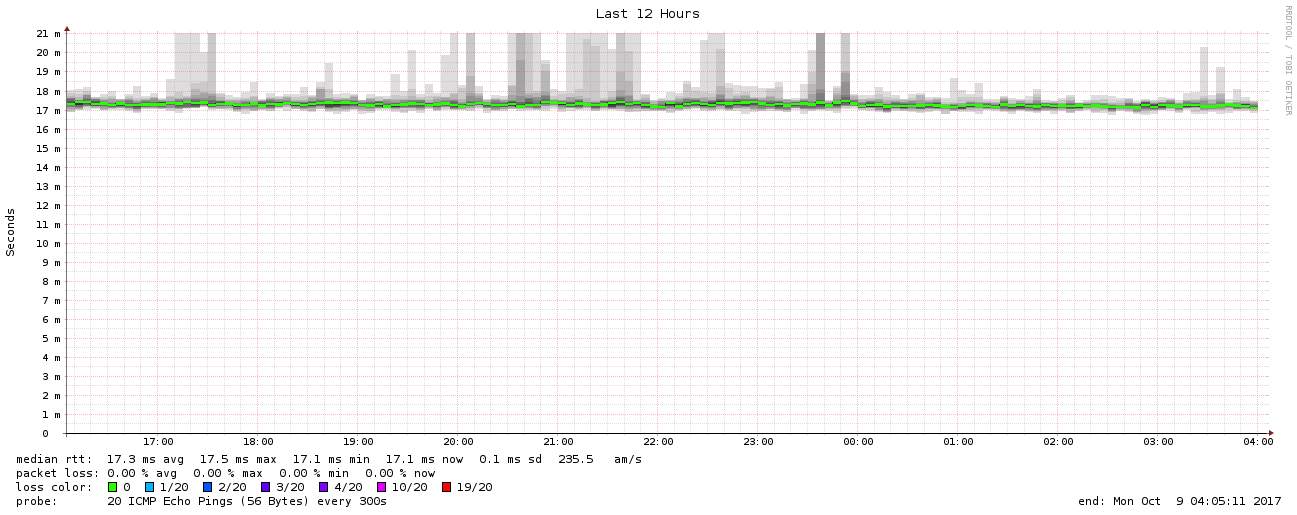 Last 12 Hours
RRDTOOL / TOBI OETIKER
21 m
20 m
19 m
18 m
17 m
16 m
15 m
14 m
13 m
12 m
11 m
10 m
9 m
8 m
7 m
6 m
5 m
4 m
3 m
2 m
1 m
0
Seconds
17:00 18:00 19:00 20:00 21:00 22:00 23:00 00:00 01:00 02:00 03:00 04:00
median rtt: 17.3 ms avg 17.5 ms max 17.1 ms min 17.1 ms now 0.1 ms sd 235.5 am/s
packet loss: 0.00 % avg 0.00 % max 0.00 % min 0.00 % now
loss color: 0 1/20 2/20 3/20 4/20 10/20 19/20
probe: 20 ICMP Echo Pings (56 Bytes) every 300s end: Mon Oct 9 04:05:11 2017